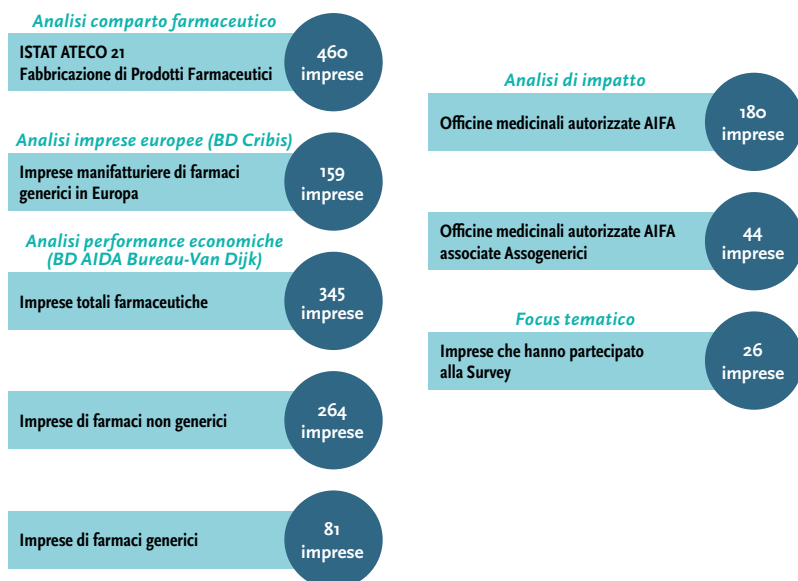 Analisi comparto farmaceutico
ISTAT ATECO 21
Fabbricazione di Prodotti Farmaceutici
460
imprese
Analisi imprese europee (BD Cribis)
Imprese manifatturiere di farmaci
generici in Europa
159
imprese
Analisi performance economiche
(BD AIDA Bureau-Van Dijk)
Imprese totali farmaceutiche
345
imprese
Imprese di farmaci non generici
264
imprese
Imprese di farmaci generici
81
imprese
Analisi di impatto
Officine medicinali autorizzate AIFA
180
imprese
Officine medicinali autorizzate AIFA
associate Assogenerici
44
imprese
Focus tematico
Imprese che hanno partecipato
alla Survey
26
imprese